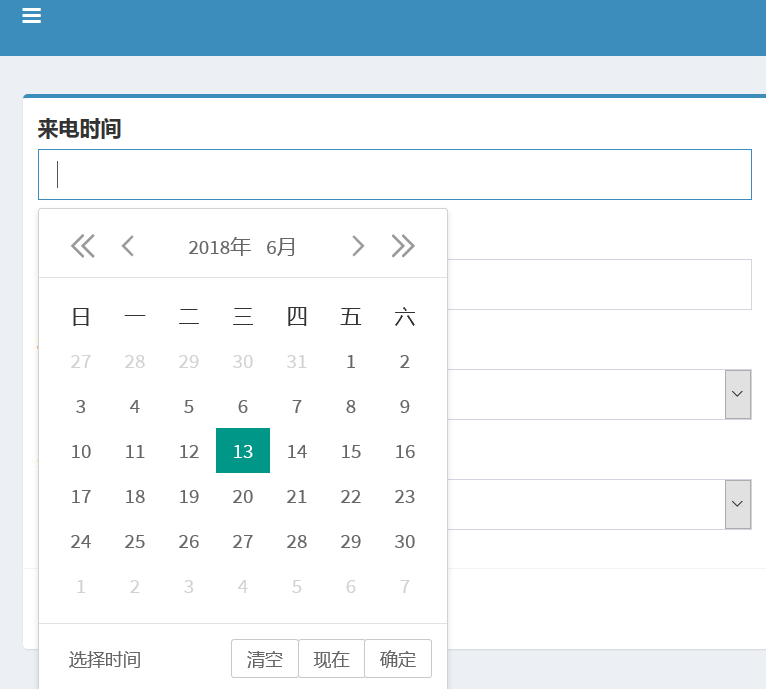 来电时间
2018年 6月
日 一 二 三 四 五 六
27 28 29 30 31 1 2
3 4 5 6 7 8 9
10 11 12 13 14 15 16
17 18 19 20 21 22 23
24 25 26 27 28 29 30
1 2 3 4 5 6 7
选择时间 清空 现在 确定